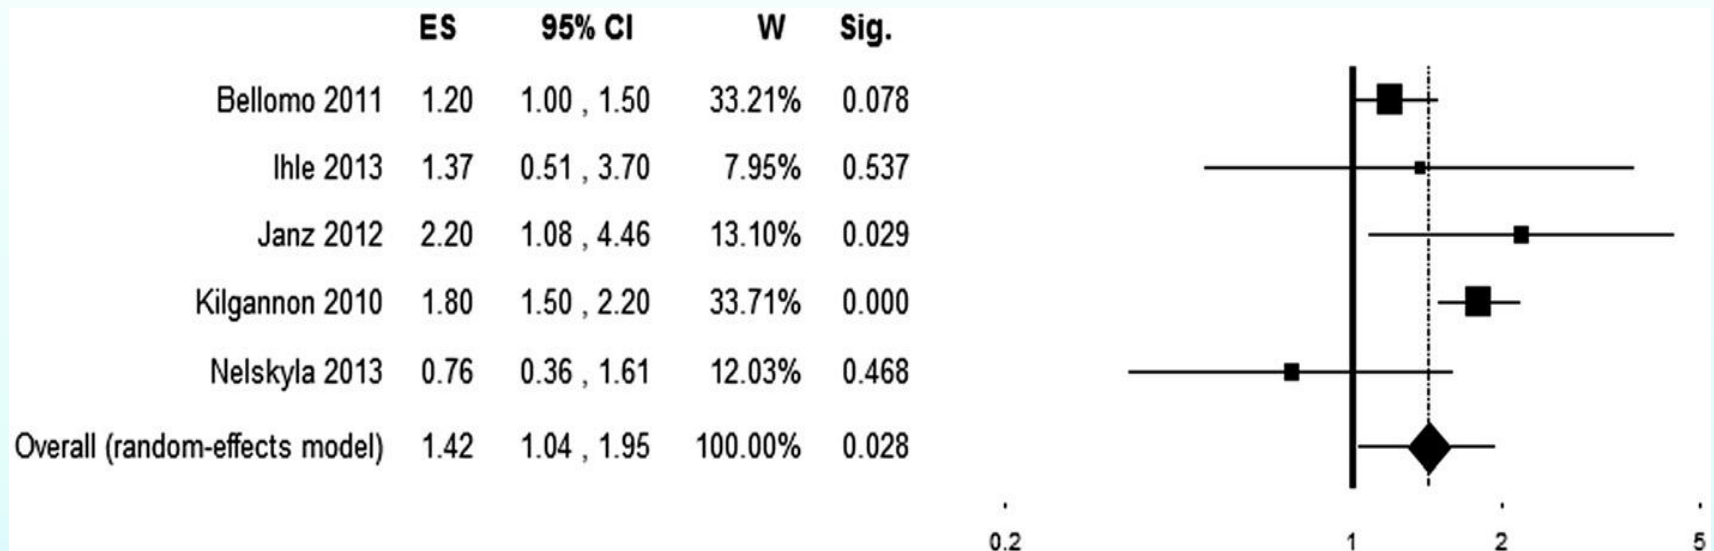 ES 95% CI W Sig.
Bellomo 2011 1.20 1.00 , 1.50 33.21% 0.078
Ihle 2013 1.37 0.51 , 3.70 7.95% 0.537
Janz 2012 2.20 1.08 , 4.46 13.10% 0.029
Kilgannon 2010 1.80 1.50 , 2.20 33.71% 0.000
Nelskyla 2013 0.76 0.36 , 1.61 12.03% 0.468
Overall (random-effects model) 1.42 1.04 , 1.95 100.00% 0.028
0.2 1 2 5